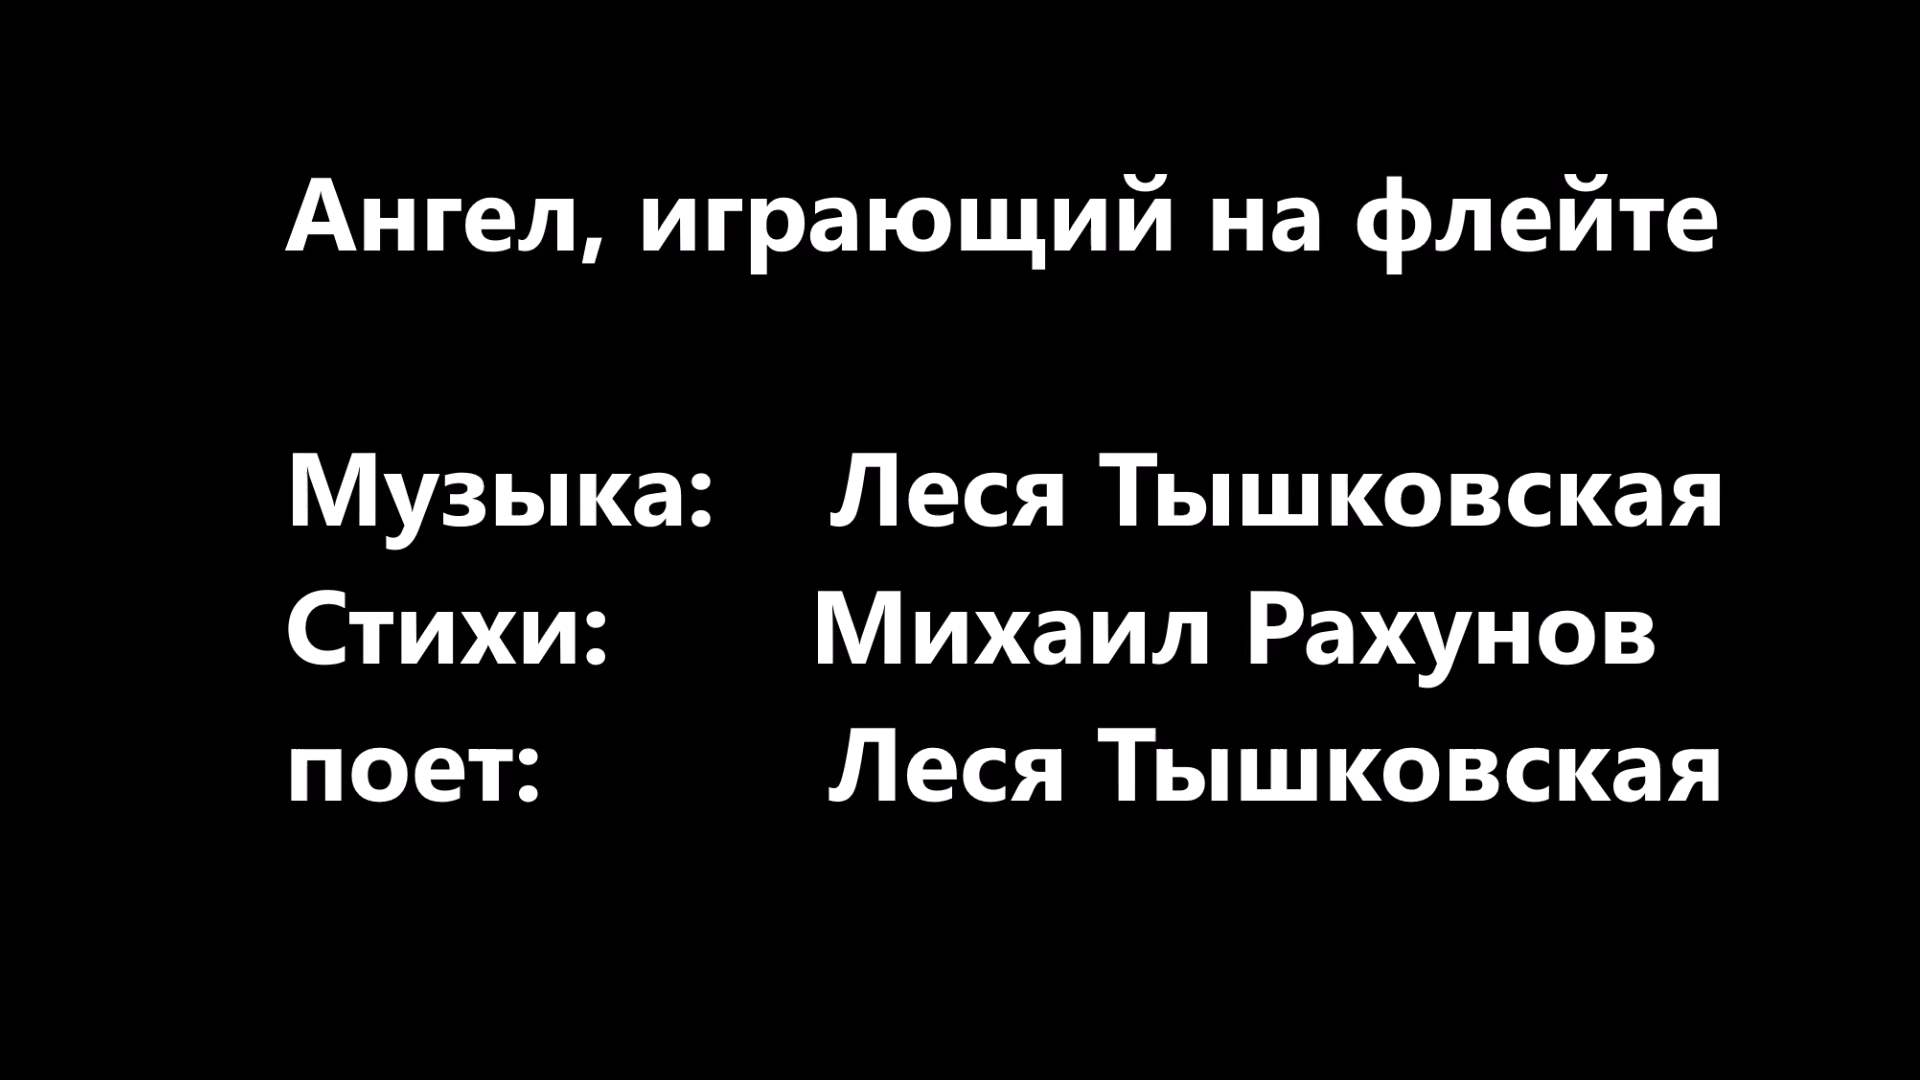 Ангел, играющий на флейте
Музыка: Леся Тышковская
Стихи: Михаил Рахунов
поет: Леся Тышковская